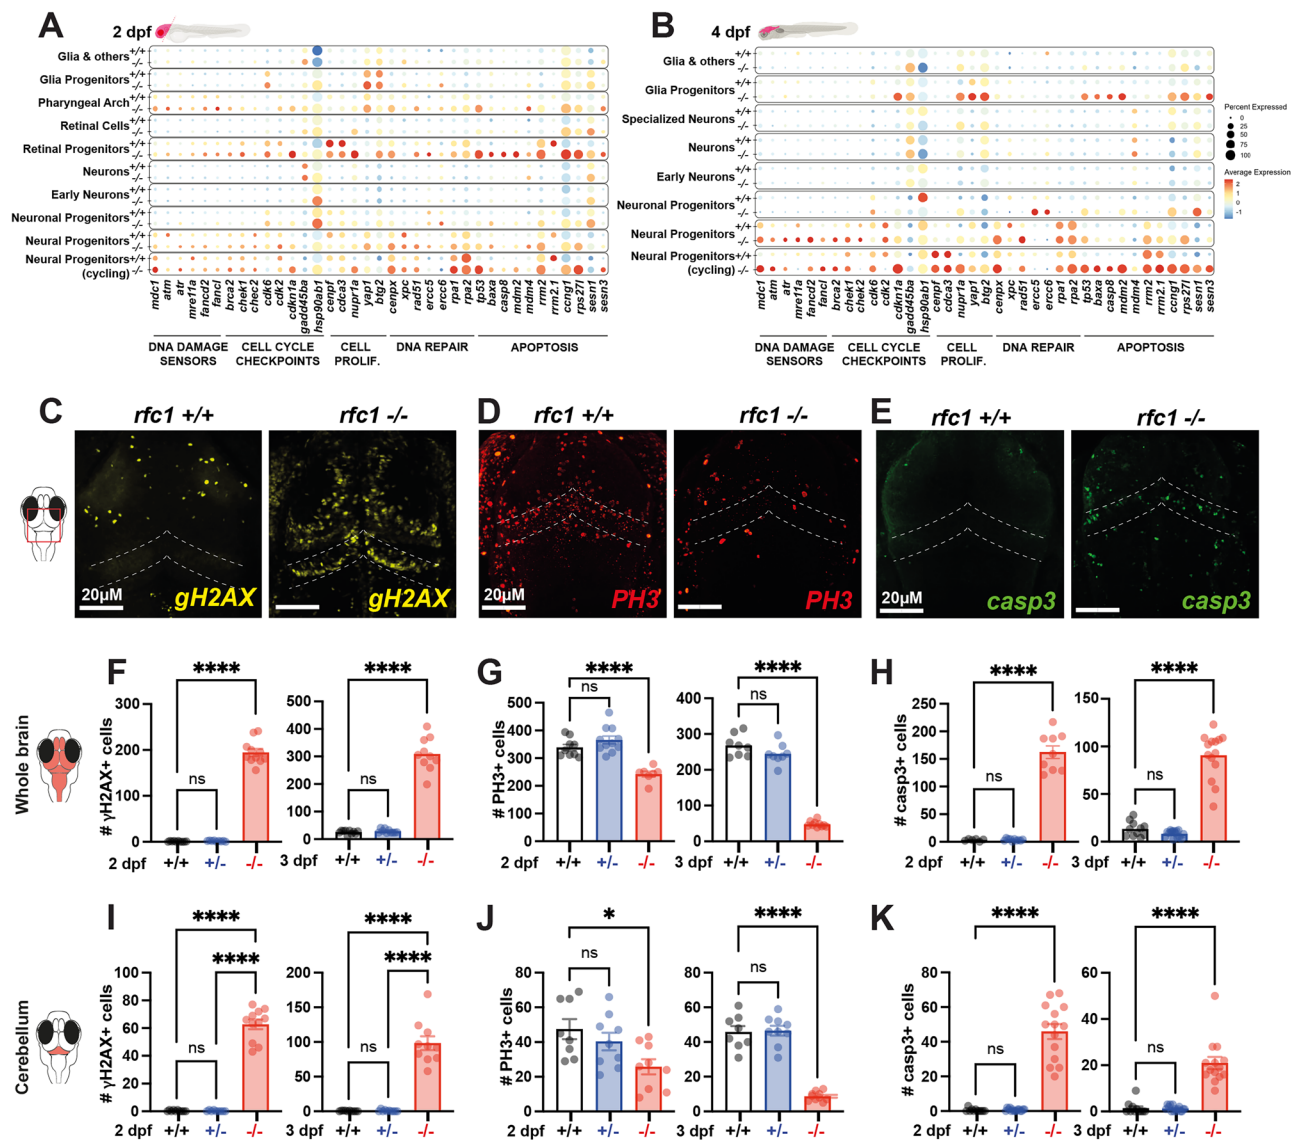 A
2 dpf
Glia & others +/+
-/-
Glia Progenitors +/+
-/-
Pharyngeal Arch +/+
-/-
Retinal Cells +/+
-/-
Retinal Progenitors +/+
-/-
Neurons +/+
-/-
Early Neurons +/+
-/-
Neuronal Progenitors +/+
-/-
Neural Progenitors +/+
-/-
Neural Progenitors +/+
(cycling) -/-
mdc1 atm atr mre11a fancd2 fancl brca2 chek1 chec2 cdk6 cdk2 cdkn1a gadd45ba hsp90ab1 cenpf cdca3 nupr1a yap1 btg2 cenpx xpc rad51 ercc5 ercc6 rpa1 rpa2 tp53 baxa casp8 mdm2 mdm4 rrm2 rrm2.1 ccng1 rps27l sesn1 sesn3
DNA DAMAGE SENSORS
CELL CYCLE CHECKPOINTS
CELL PROLIF.
DNA REPAIR
APOPTOSIS
B
4 dpf
Glia & others +/+
-/-
Glia Progenitors +/+
-/-
Specialized Neurons +/+
-/-
Neurons +/+
-/-
Early Neurons +/+
-/-
Neuronal Progenitors +/+
-/-
Neural Progenitors +/+
-/-
Neural Progenitors +/+
(cycling) -/-
mdc1 atm atr mre11a fancd2 fancl brca2 chek1 chek2 cdk6 cdk2 cdkn1a gadd45ba hsp90ab1 cenpf cdca3 nupr1a yap1 btg2 cenpx xpc rad51 ercc5 ercc6 rpa1 rpa2 tp53 baxa casp8 mdm2 mdm4 rrm2 rrm2.1 ccng1 rps27l sesn1 sesn3
DNA DAMAGE SENSORS
CELL CYCLE CHECKPOINTS
CELL PROLIF.
DNA REPAIR
APOPTOSIS
Percent Expressed
0
25
50
75
100
Average Expression
2
1
0
-1
C
rfc1 +/+
rfc1 -/-
20µM
gH2AX
gH2AX
D
rfc1 +/+
rfc1 -/-
20µM
PH3
PH3
E
rfc1 +/+
rfc1 -/-
20µM
casp3
casp3
Whole brain
F
# γH2AX+ cells
300
200
100
0
****
ns
2 dpf +/+ +/- -/-
500
400
300
200
100
0
****
ns
3 dpf +/+ +/- -/-
G
# PH3+ cells
500
400
300
200
100
0
****
ns
2 dpf +/+ +/- -/-
400
300
200
100
0
****
ns
3 dpf +/+ +/- -/-
H
# casp3+ cells
250
200
150
100
50
0
****
ns
2 dpf +/+ +/- -/-
150
100
50
0
****
ns
3 dpf +/+ +/- -/-
Cerebellum
I
# γH2AX+ cells
100
80
60
40
20
0
****
****
ns
2 dpf +/+ +/- -/-
200
150
100
50
0
****
****
ns
3 dpf +/+ +/- -/-
J
# PH3+ cells
80
60
40
20
0
*
ns
2 dpf +/+ +/- -/-
80
60
40
20
0
****
ns
3 dpf +/+ +/- -/-
K
# casp3+ cells
80
60
40
20
0
****
ns
2 dpf +/+ +/- -/-
60
40
20
0
****
ns
3 dpf +/+ +/- -/-